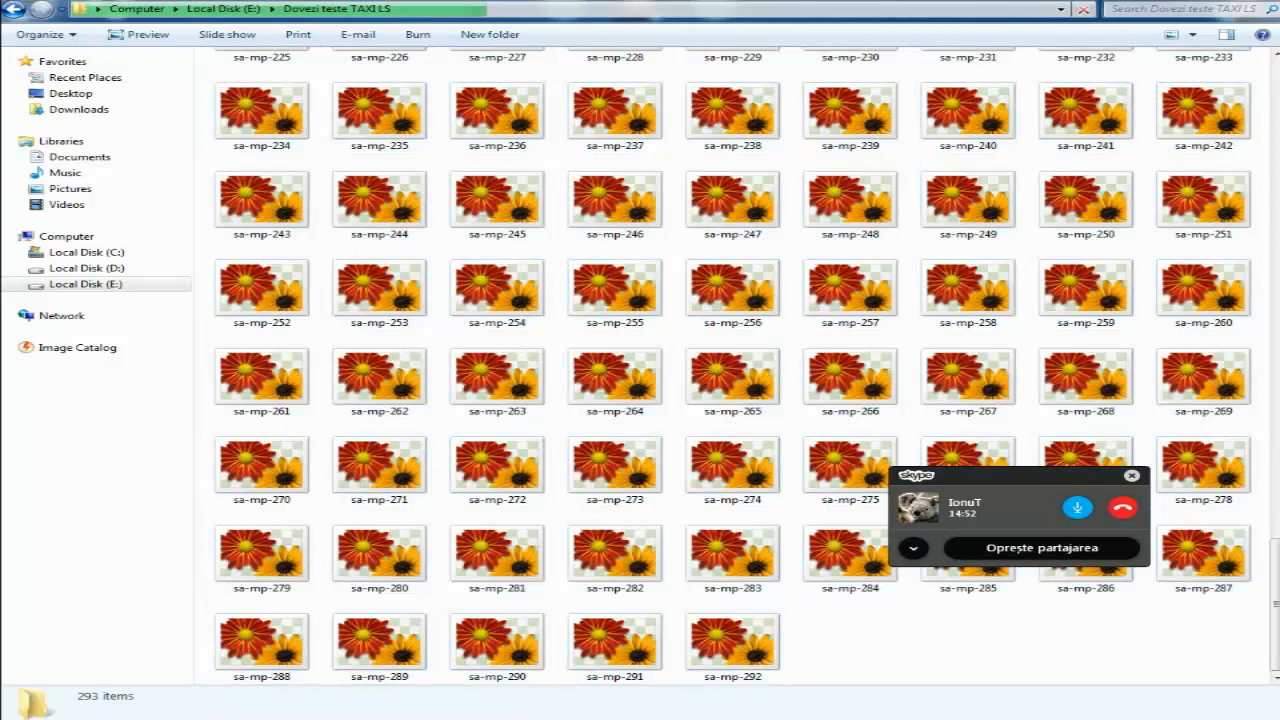 Computer ▸ Local Disk (E:) ▸ Dovezi teste TAXI LS
Search Dovezi teste TAXI LS
Organize Preview Slide show Print E-mail Burn New folder
Favorites
Recent Places
Desktop
Downloads
Libraries
Documents
Music
Pictures
Videos
Computer
Local Disk (C:)
Local Disk (D:)
Local Disk (E:)
Network
Image Catalog
sa-mp-225 sa-mp-226 sa-mp-227 sa-mp-228 sa-mp-229 sa-mp-230 sa-mp-231 sa-mp-232 sa-mp-233
sa-mp-234 sa-mp-235 sa-mp-236 sa-mp-237 sa-mp-238 sa-mp-239 sa-mp-240 sa-mp-241 sa-mp-242
sa-mp-243 sa-mp-244 sa-mp-245 sa-mp-246 sa-mp-247 sa-mp-248 sa-mp-249 sa-mp-250 sa-mp-251
sa-mp-252 sa-mp-253 sa-mp-254 sa-mp-255 sa-mp-256 sa-mp-257 sa-mp-258 sa-mp-259 sa-mp-260
sa-mp-261 sa-mp-262 sa-mp-263 sa-mp-264 sa-mp-265 sa-mp-266 sa-mp-267 sa-mp-268 sa-mp-269
sa-mp-270 sa-mp-271 sa-mp-272 sa-mp-273 sa-mp-274 sa-mp-275 sa-mp-278
skype
IonuT
14:52
Oprește partajarea
sa-mp-279 sa-mp-280 sa-mp-281 sa-mp-282 sa-mp-283 sa-mp-284 sa-mp-285 sa-mp-286 sa-mp-287
sa-mp-288 sa-mp-289 sa-mp-290 sa-mp-291 sa-mp-292
293 items